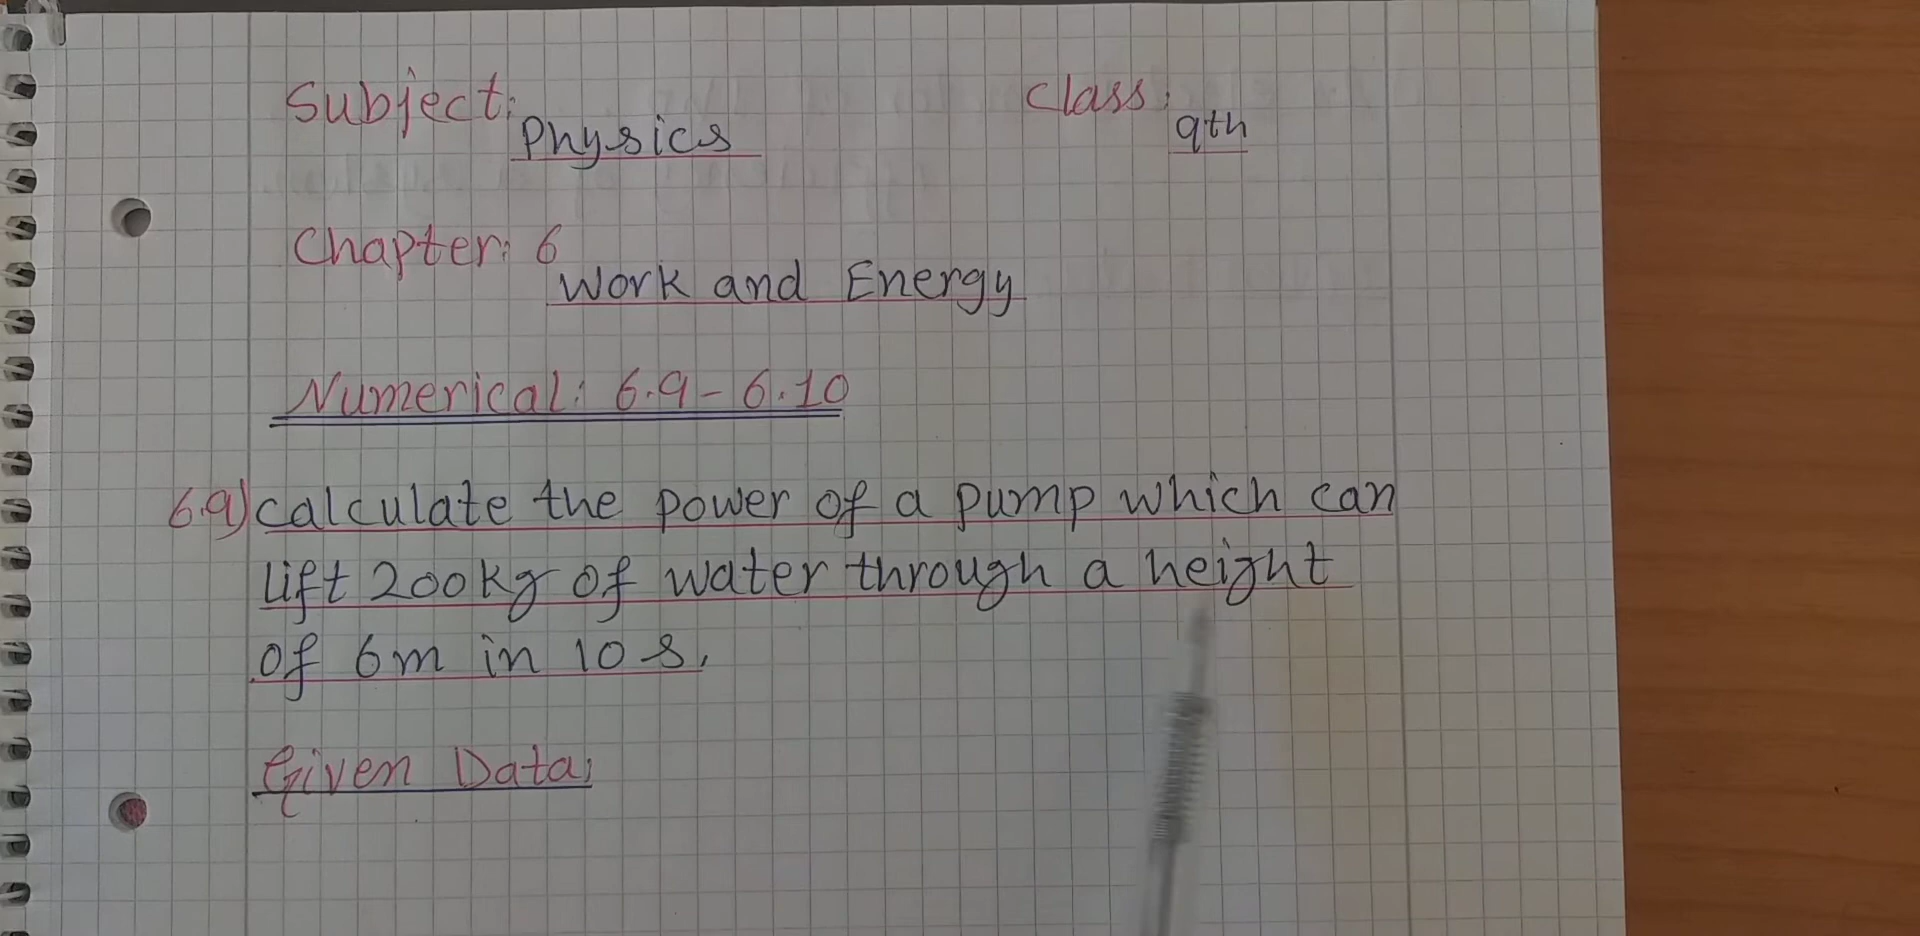 Subject: Physics Class: 9th
Chapter: 6 Work and Energy
Numerical: 6.9 - 6.10
6.9) Calculate the power of a pump which can
lift 200kg of water through a height
of 6m in 10 s.
Given Data: